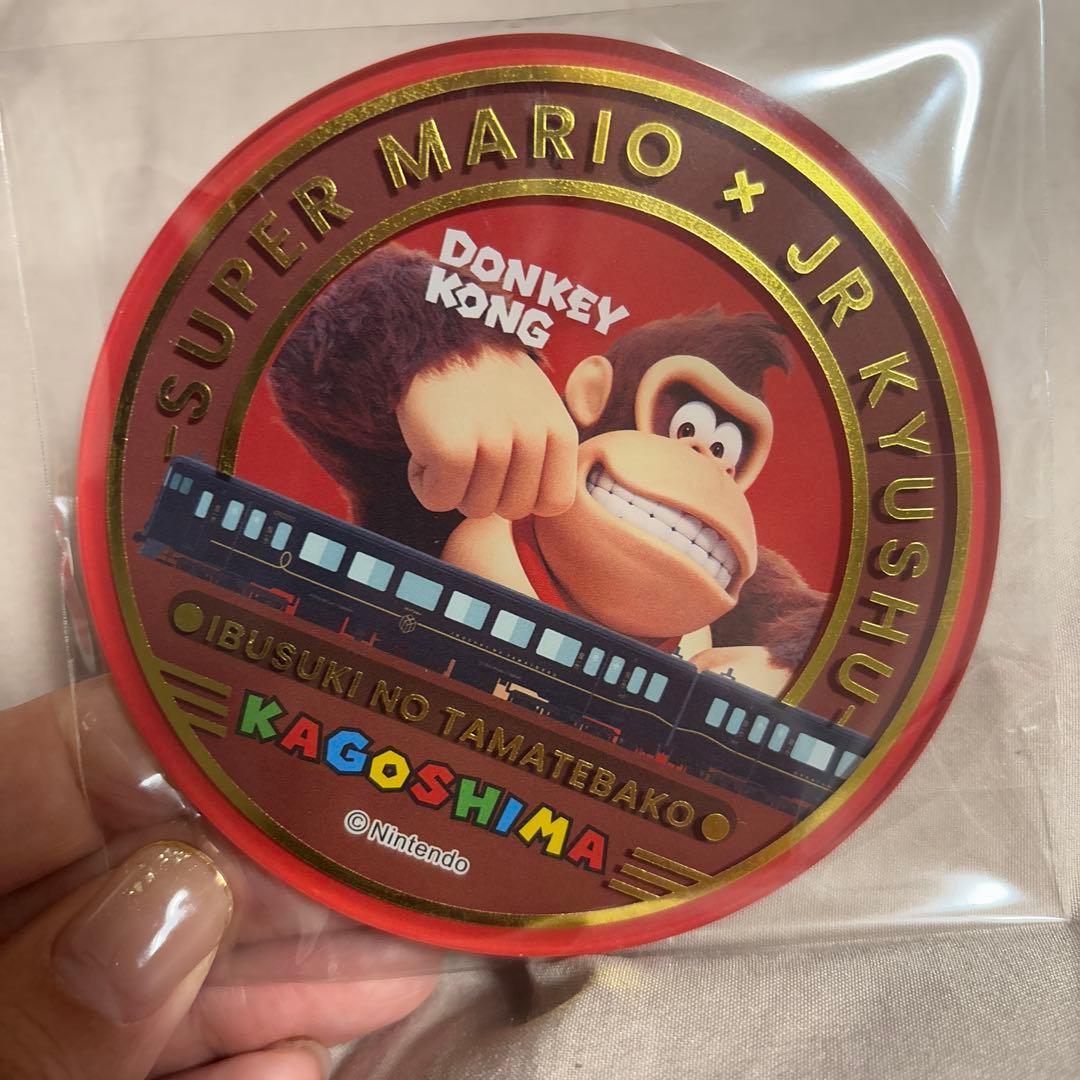 SUPER MARIO × JR KYUSHU
DONKEY
KONG
IBUSUKI NO TAMATEBAKO
KAGOSHIMA
©Nintendo